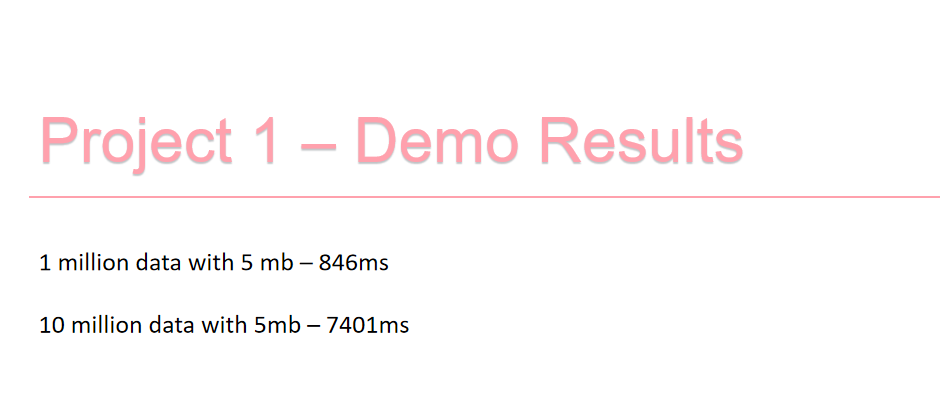 Project 1 – Demo Results
1 million data with 5 mb – 846ms
10 million data with 5mb – 7401ms